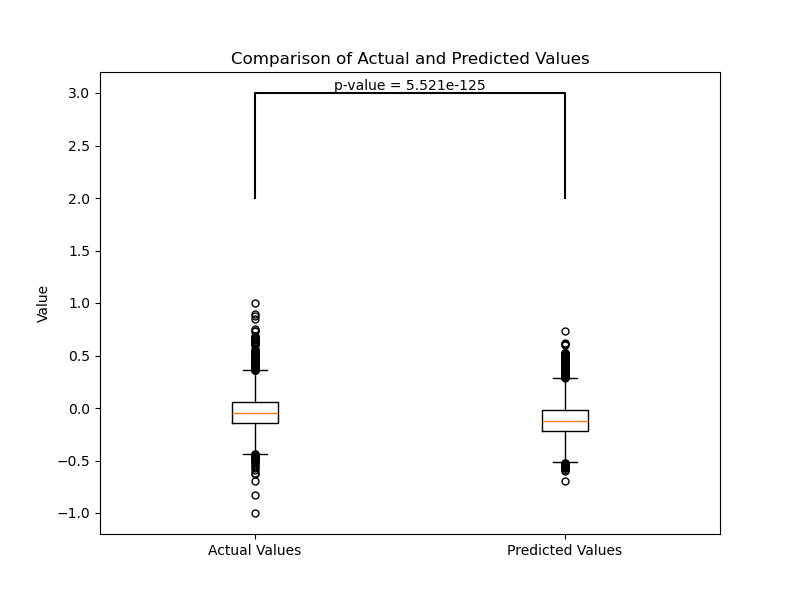 Comparison of Actual and Predicted Values
p-value = 5.521e-125
3.0
2.5
2.0
1.5
1.0
0.5
0.0
−0.5
−1.0
Value
Actual Values
Predicted Values